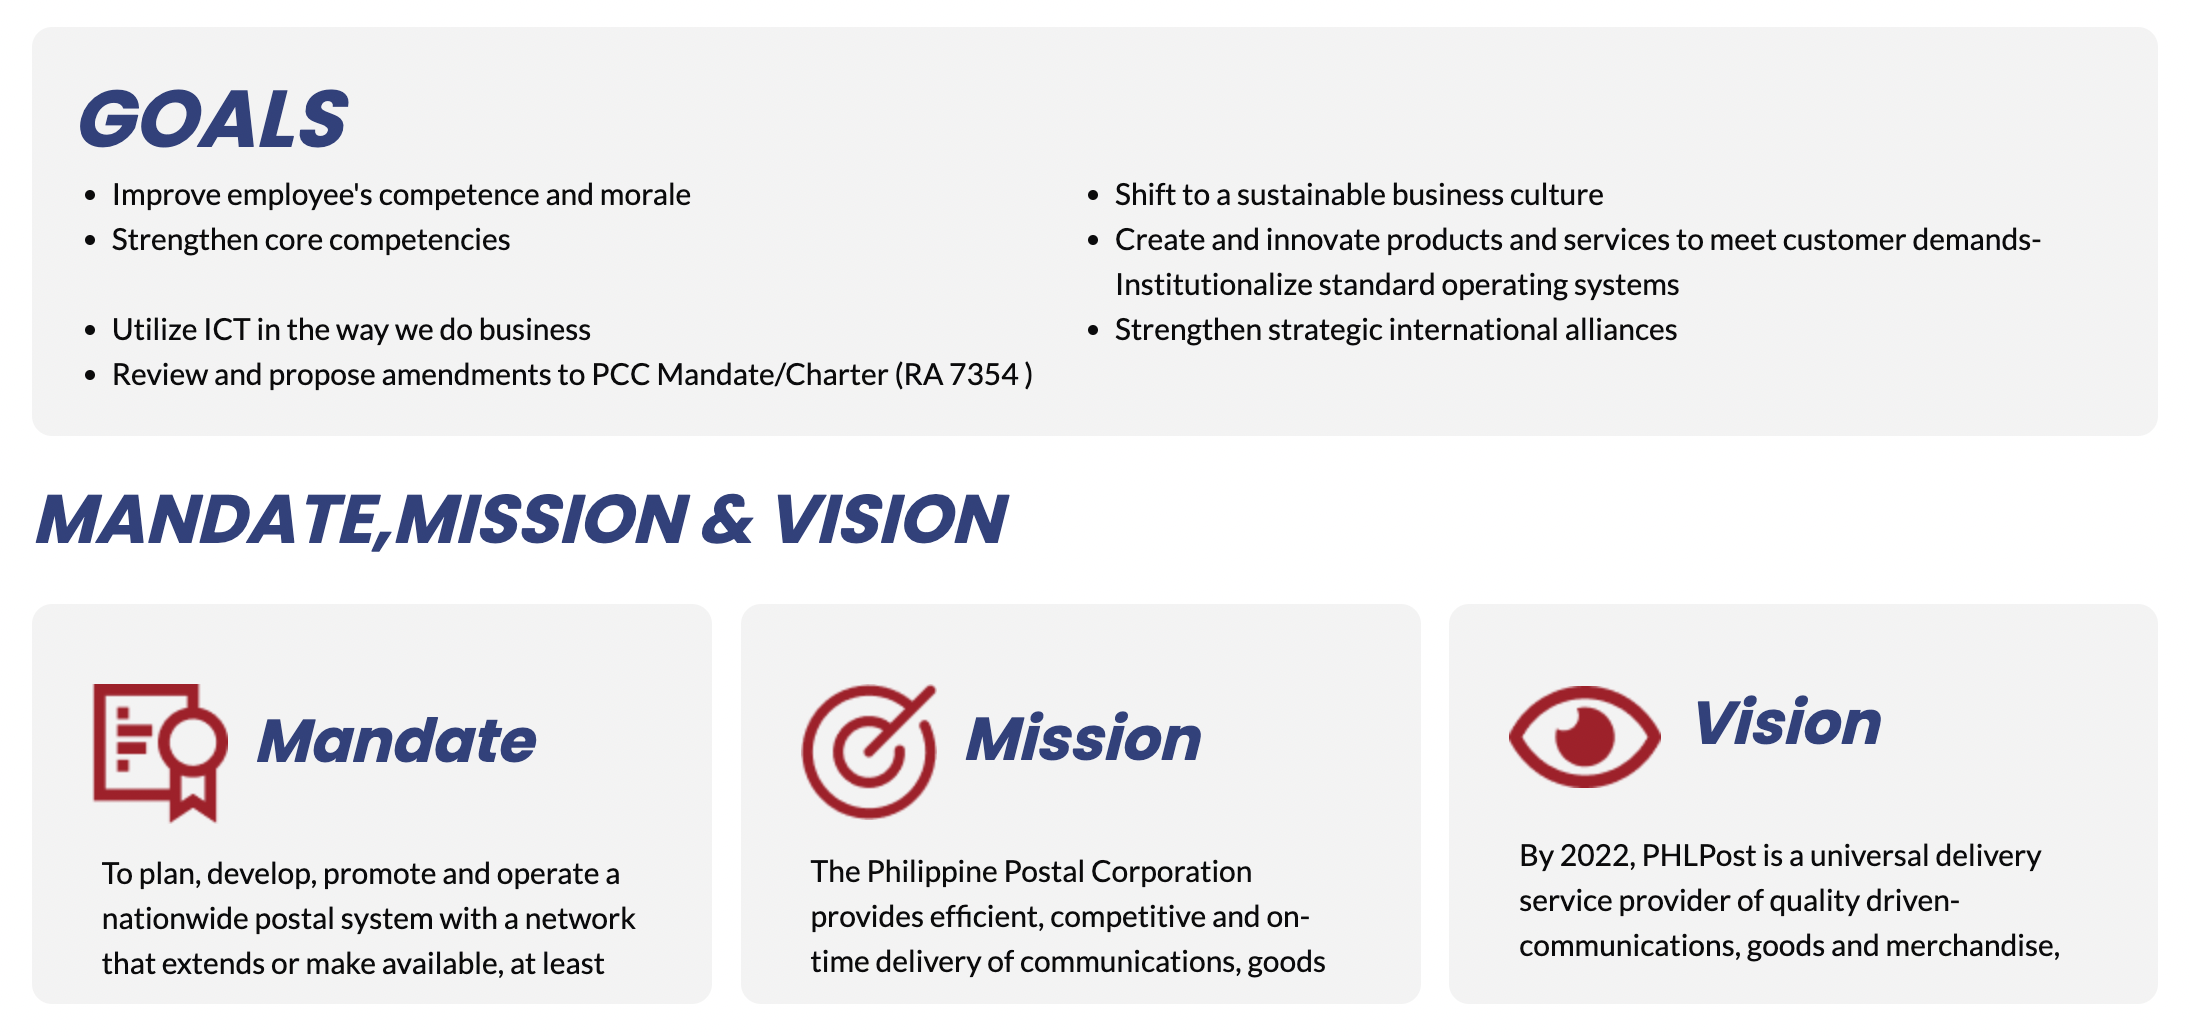 GOALS
Improve employee's competence and morale
Strengthen core competencies
Utilize ICT in the way we do business
Review and propose amendments to PCC Mandate/Charter (RA 7354 )
Shift to a sustainable business culture
Create and innovate products and services to meet customer demands-
Institutionalize standard operating systems
Strengthen strategic international alliances
MANDATE,MISSION & VISION
Mandate
To plan, develop, promote and operate a
nationwide postal system with a network
that extends or make available, at least
Mission
The Philippine Postal Corporation
provides efficient, competitive and on-
time delivery of communications, goods
Vision
By 2022, PHLPost is a universal delivery
service provider of quality driven-
communications, goods and merchandise,